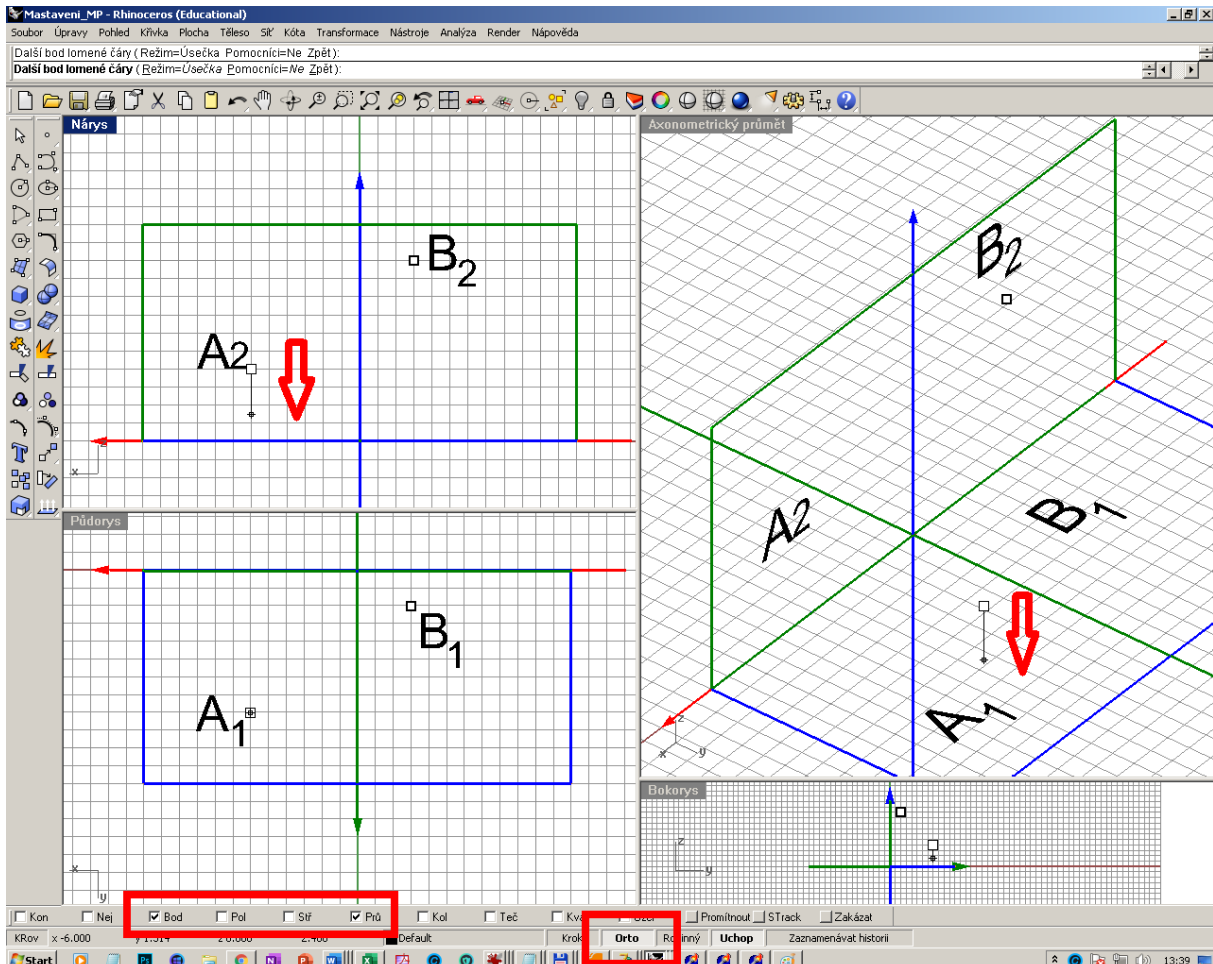 Mastaveni_MP - Rhinoceros (Educational)
Soubor Úpravy Pohled Křivka Plocha Těleso Síť Kóta Transformace Nástroje Analýza Render Nápověda
Další bod lomené čáry ( Režim=Úsečka Pomocníci=Ne Zpět):
Další bod lomené čáry ( Režim=Úsečka Pomocníci=Ne Zpět):
Nárys
B2
A2
z
x
Axonometrický průmět
B2
A2
B1
A1
z
x
y
Půdorys
B1
A1
x
y
Bokorys
z
y
Kon Nej Bod Pol Stř Prů Kol Teč Promítnout STrack Zakázat
KRov x -6.000 Default Krok Orto Uchop Zaznamenávat historii
Start 13:39